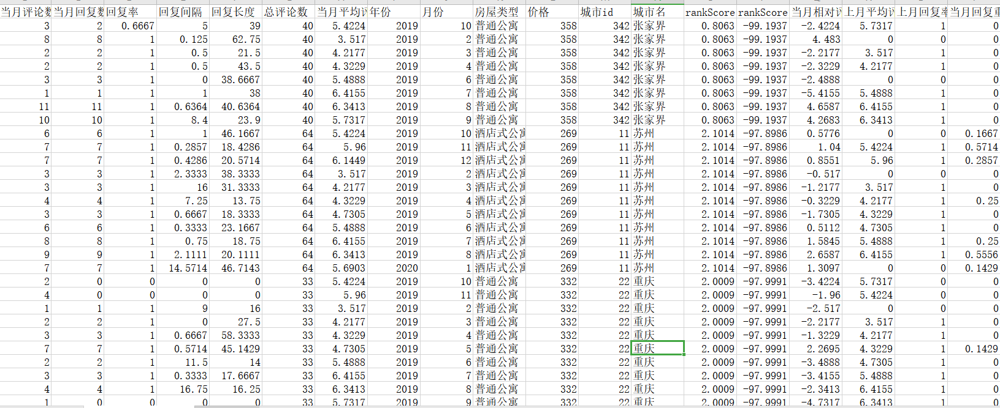 当月评论数 当月回复数 回复率 回复间隔 回复长度 总评论数 当月平均评 年份 月份 房屋类型 价格 城市id 城市名 rankScore rankScore 当月相对评 上月平均评 上月回复率 当月回复重
3 2 0.6667 5 39 40 5.4224 2019 10 普通公寓 358 342 张家界 0.8063 -99.1937 -2.4224 5.7317 1 0
8 8 1 0.125 62.75 40 3.517 2019 2 普通公寓 358 342 张家界 0.8063 -99.1937 4.483 0 0 0
2 2 1 0.5 21.5 40 4.2177 2019 3 普通公寓 358 342 张家界 0.8063 -99.1937 -2.2177 3.517 1 0
2 2 1 0.5 43.5 40 4.3229 2019 4 普通公寓 358 342 张家界 0.8063 -99.1937 -2.3229 4.2177 1 0
3 3 1 0 38.6667 40 5.4888 2019 6 普通公寓 358 342 张家界 0.8063 -99.1937 -2.4888 0 0 0
1 1 1 1 38 40 6.4155 2019 7 普通公寓 358 342 张家界 0.8063 -99.1937 -5.4155 5.4888 1 0
11 11 1 0.6364 40.6364 40 6.3413 2019 8 普通公寓 358 342 张家界 0.8063 -99.1937 4.6587 6.4155 1 0
10 10 1 8.4 23.9 40 5.7317 2019 9 普通公寓 358 342 张家界 0.8063 -99.1937 4.2683 6.3413 1 0
6 6 1 1 46.1667 64 5.4224 2019 10 酒店式公寓 269 11 苏州 2.1014 -97.8986 0.5776 0 0 0.1667
7 7 1 0.2857 18.4286 64 5.96 2019 11 酒店式公寓 269 11 苏州 2.1014 -97.8986 1.04 5.4224 1 0.5714
7 7 1 0.4286 20.5714 64 6.1449 2019 12 酒店式公寓 269 11 苏州 2.1014 -97.8986 0.8551 5.96 1 0.2857
3 3 1 2.3333 38.3333 64 3.517 2019 2 酒店式公寓 269 11 苏州 2.1014 -97.8986 -0.517 0 0 0
3 3 1 16 31.3333 64 4.2177 2019 3 酒店式公寓 269 11 苏州 2.1014 -97.8986 -1.2177 3.517 1 0
4 4 1 7.25 13.75 64 4.3229 2019 4 酒店式公寓 269 11 苏州 2.1014 -97.8986 -0.3229 4.2177 1 0.25
3 3 1 0.6667 18.3333 64 4.7305 2019 5 酒店式公寓 269 11 苏州 2.1014 -97.8986 -1.7305 4.3229 1 0
6 6 1 0.3333 23.1667 64 5.4888 2019 6 酒店式公寓 269 11 苏州 2.1014 -97.8986 0.5112 4.7305 1 0
8 8 1 0.75 18.75 64 6.4155 2019 7 酒店式公寓 269 11 苏州 2.1014 -97.8986 1.5845 5.4888 1 0.25
9 9 1 2.1111 20.1111 64 6.3413 2019 8 酒店式公寓 269 11 苏州 2.1014 -97.8986 2.6587 6.4155 1 0.5556
7 7 1 14.5714 46.7143 64 5.6903 2020 1 酒店式公寓 269 11 苏州 2.1014 -97.8986 1.3097 0 0 0.1429
2 0 0 0 0 33 5.4224 2019 10 普通公寓 332 22 重庆 2.0009 -97.9991 -3.4224 5.7317 0 0
4 0 0 0 0 33 5.96 2019 11 普通公寓 332 22 重庆 2.0009 -97.9991 -1.96 5.4224 0 0
1 1 1 9 16 33 3.517 2019 2 普通公寓 332 22 重庆 2.0009 -97.9991 -2.517 0 0 0
2 2 1 0 27.5 33 4.2177 2019 3 普通公寓 332 22 重庆 2.0009 -97.9991 -2.2177 3.517 1 0
3 3 1 0.6667 58.3333 33 4.3229 2019 4 普通公寓 332 22 重庆 2.0009 -97.9991 -1.3229 4.2177 1 0
7 7 1 0.5714 45.1429 33 4.7305 2019 5 普通公寓 332 22 重庆 2.0009 -97.9991 2.2695 4.3229 1 0.1429
2 2 1 11.5 14 33 5.4888 2019 6 普通公寓 332 22 重庆 2.0009 -97.9991 -3.4888 4.7305 1 0
3 3 1 0.3333 17.6667 33 6.4155 2019 7 普通公寓 332 22 重庆 2.0009 -97.9991 -3.4155 5.4888 1 0
4 4 1 16.75 16.25 33 6.3413 2019 8 普通公寓 332 22 重庆 2.0009 -97.9991 -2.3413 6.4155 1 0
1 0 0 0 0 33 5.7317 2019 9 普通公寓 332 22 重庆 2.0009 -97.9991 -4.7317 6.3413 1 0